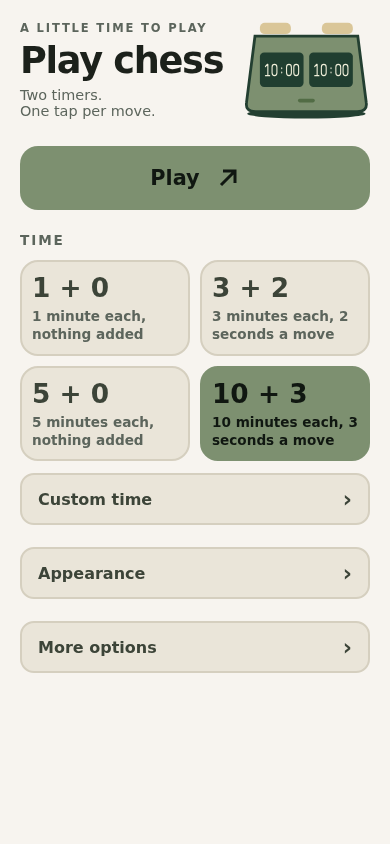 A LITTLE TIME TO PLAY
Play chess
Two timers.
One tap per move.
10:00 10:00
Play
TIME
1 + 0
1 minute each,
nothing added
3 + 2
3 minutes each, 2
seconds a move
5 + 0
5 minutes each,
nothing added
10 + 3
10 minutes each, 3
seconds a move
Custom time
Appearance
More options